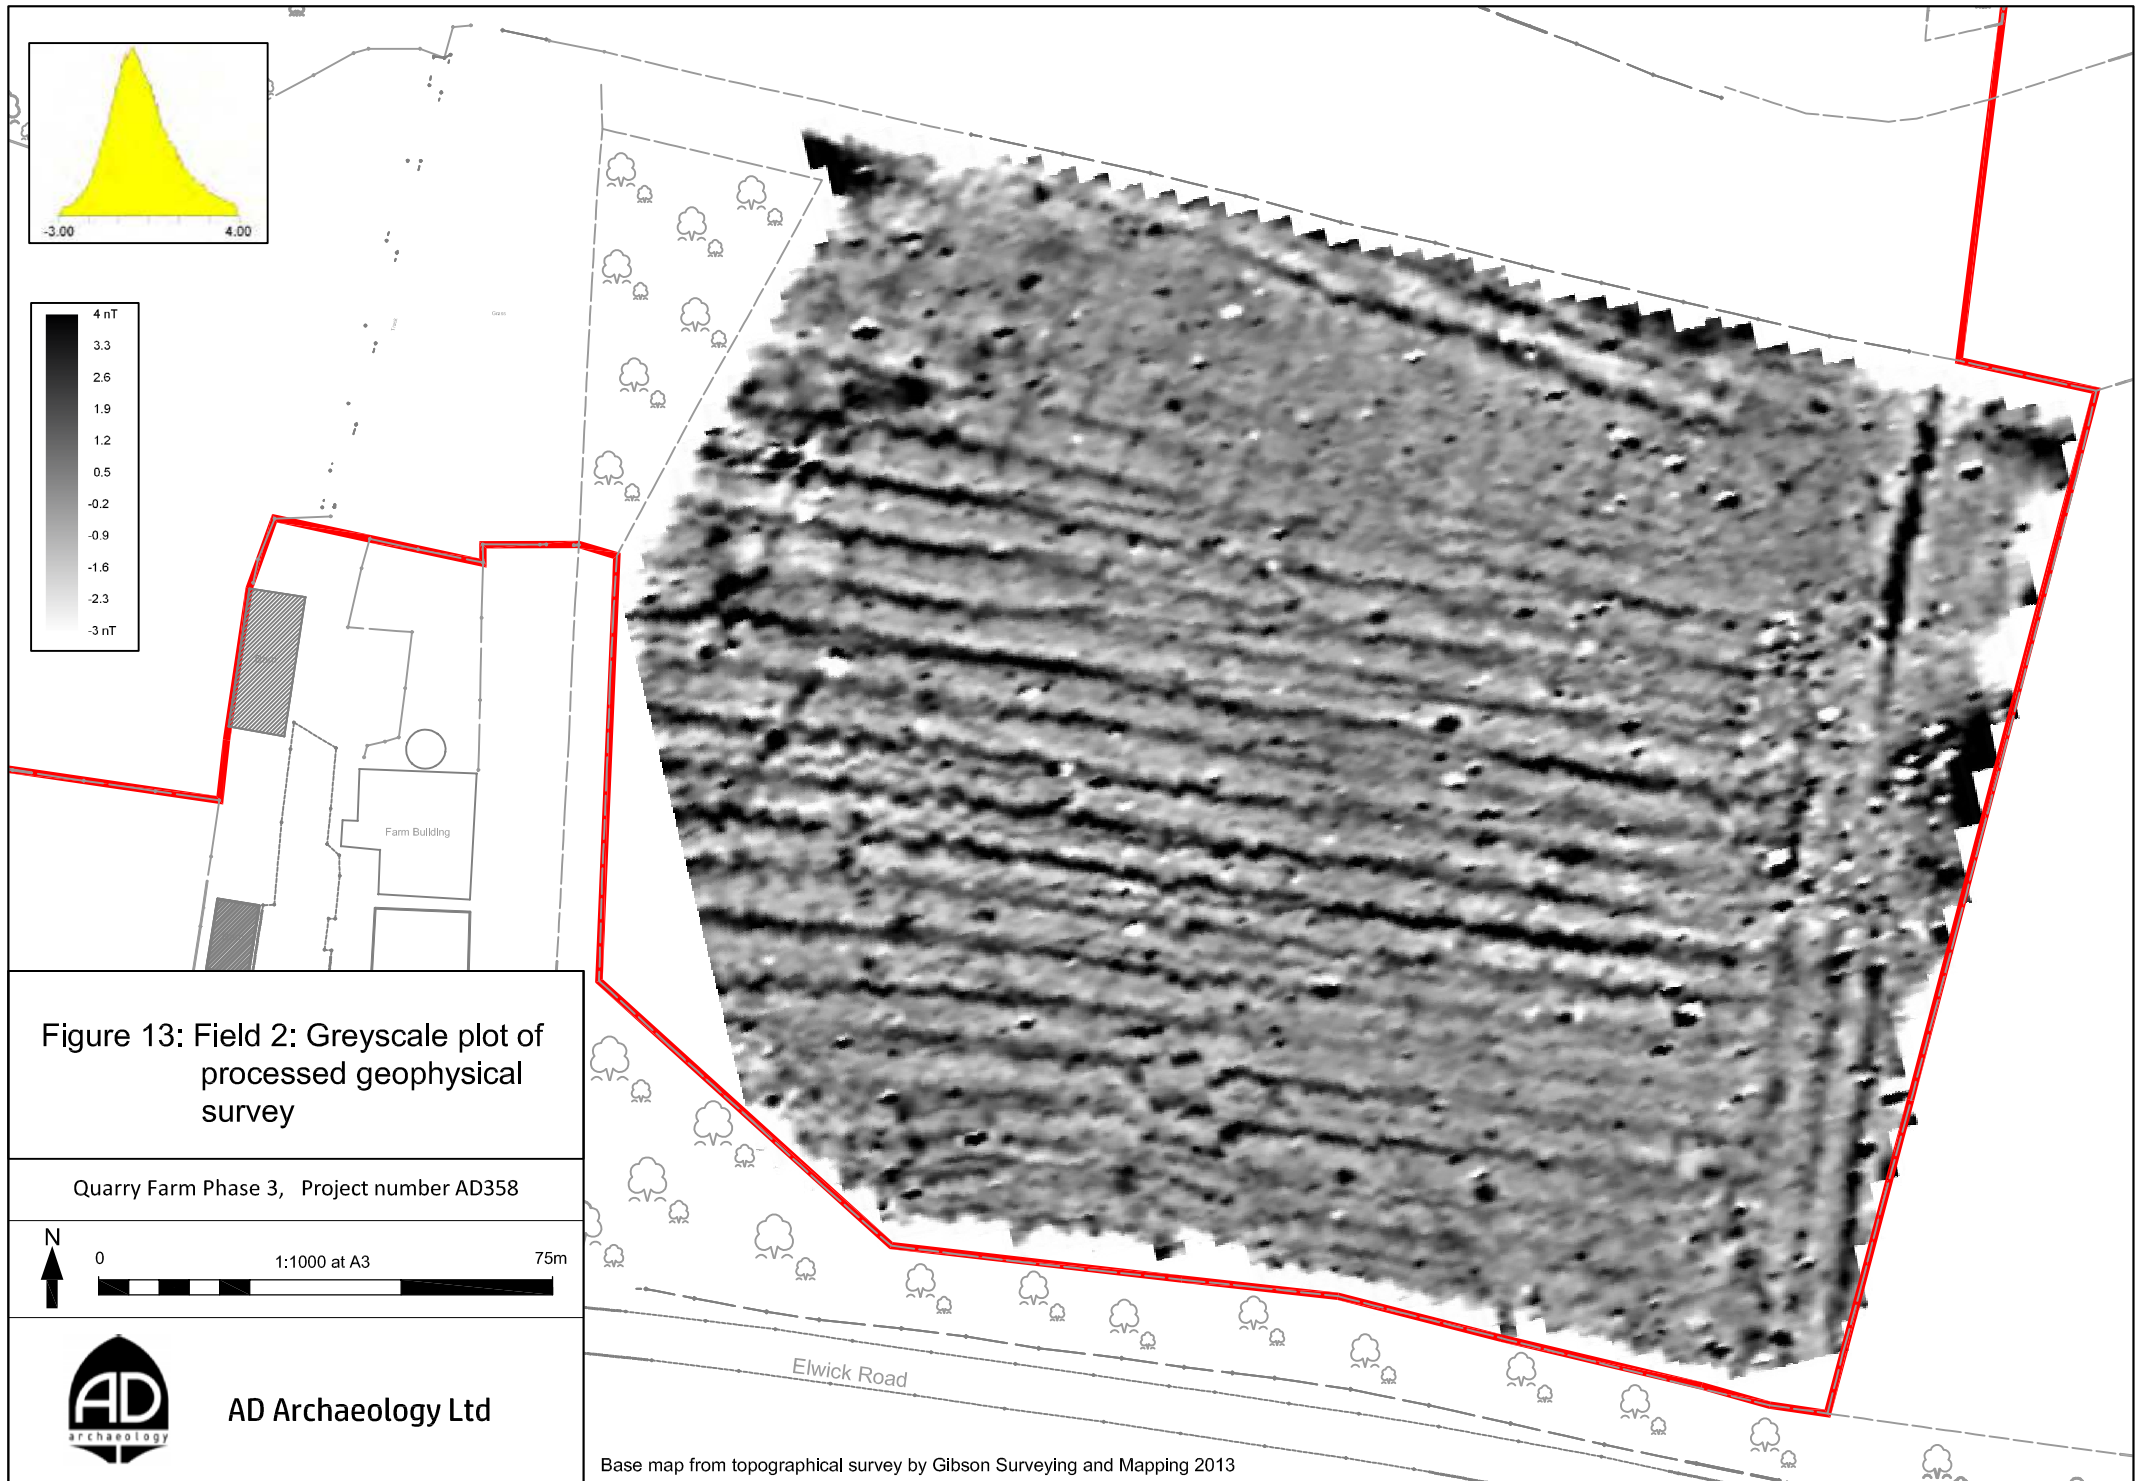 -3.00 4.00
4 nT
3.3
2.6
1.9
1.2
0.5
-0.2
-0.9
-1.6
-2.3
-3 nT
Grass
Farm Building
Figure 13: Field 2: Greyscale plot of
processed geophysical
survey
Quarry Farm Phase 3, Project number AD358
N
0 1:1000 at A3 75m
AD
archaeology
AD Archaeology Ltd
Elwick Road
Base map from topographical survey by Gibson Surveying and Mapping 2013